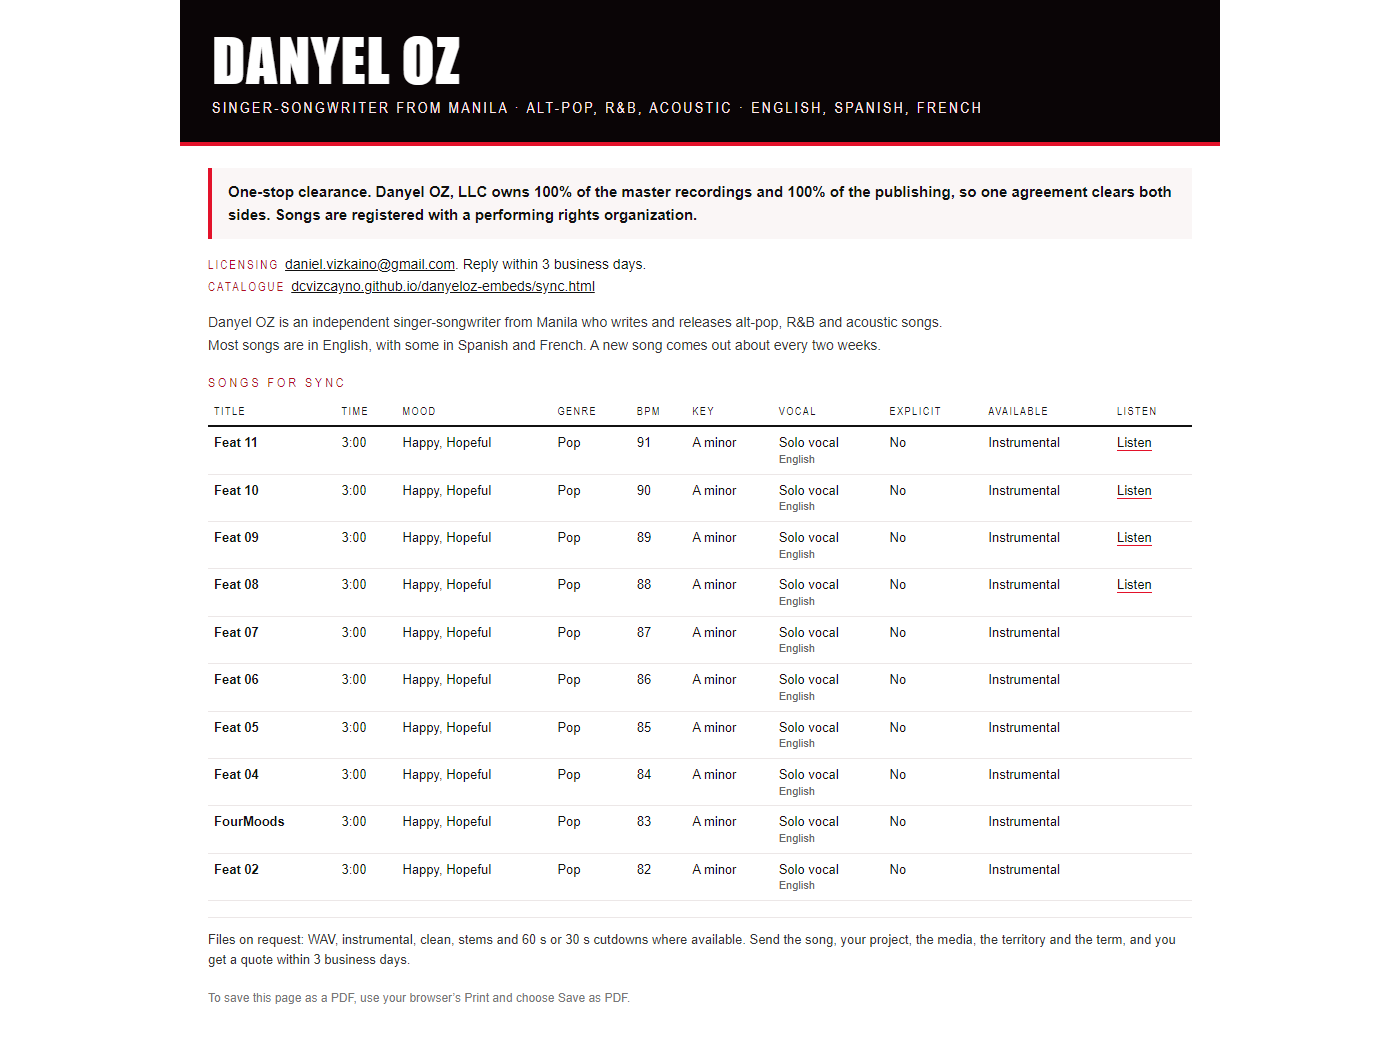 DANYEL OZ
SINGER-SONGWRITER FROM MANILA · ALT-POP, R&B, ACOUSTIC · ENGLISH, SPANISH, FRENCH
One-stop clearance. Danyel OZ, LLC owns 100% of the master recordings and 100% of the publishing, so one agreement clears both
sides. Songs are registered with a performing rights organization.
LICENSING daniel.vizkaino@gmail.com. Reply within 3 business days.
CATALOGUE dcvizcayno.github.io/danyeloz-embeds/sync.html
Danyel OZ is an independent singer-songwriter from Manila who writes and releases alt-pop, R&B and acoustic songs.
Most songs are in English, with some in Spanish and French. A new song comes out about every two weeks.
SONGS FOR SYNC
TITLE TIME MOOD GENRE BPM KEY VOCAL EXPLICIT AVAILABLE LISTEN
Feat 11 3:00 Happy, Hopeful Pop 91 A minor Solo vocal No Instrumental Listen
English
Feat 10 3:00 Happy, Hopeful Pop 90 A minor Solo vocal No Instrumental Listen
English
Feat 09 3:00 Happy, Hopeful Pop 89 A minor Solo vocal No Instrumental Listen
English
Feat 08 3:00 Happy, Hopeful Pop 88 A minor Solo vocal No Instrumental Listen
English
Feat 07 3:00 Happy, Hopeful Pop 87 A minor Solo vocal No Instrumental
English
Feat 06 3:00 Happy, Hopeful Pop 86 A minor Solo vocal No Instrumental
English
Feat 05 3:00 Happy, Hopeful Pop 85 A minor Solo vocal No Instrumental
English
Feat 04 3:00 Happy, Hopeful Pop 84 A minor Solo vocal No Instrumental
English
FourMoods 3:00 Happy, Hopeful Pop 83 A minor Solo vocal No Instrumental
English
Feat 02 3:00 Happy, Hopeful Pop 82 A minor Solo vocal No Instrumental
English
Files on request: WAV, instrumental, clean, stems and 60 s or 30 s cutdowns where available. Send the song, your project, the media, the territory and the term, and you
get a quote within 3 business days.
To save this page as a PDF, use your browser’s Print and choose Save as PDF.